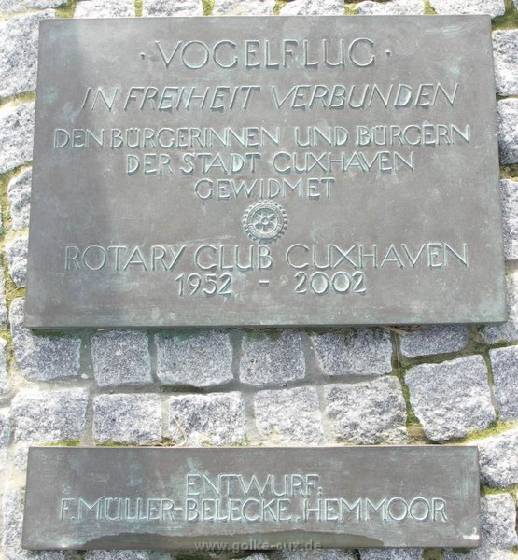 · VOGELFLUG ·
IN FREIHEIT VERBUNDEN
DEN BÜRGERINNEN UND BÜRGERN
DER STADT CUXHAVEN
GEWIDMET
ROTARY CLUB CUXHAVEN
1952 - 2002
ENTWURF:
F. MÜLLER-BELECKE, HEMMOOR
www.golke-cux.de